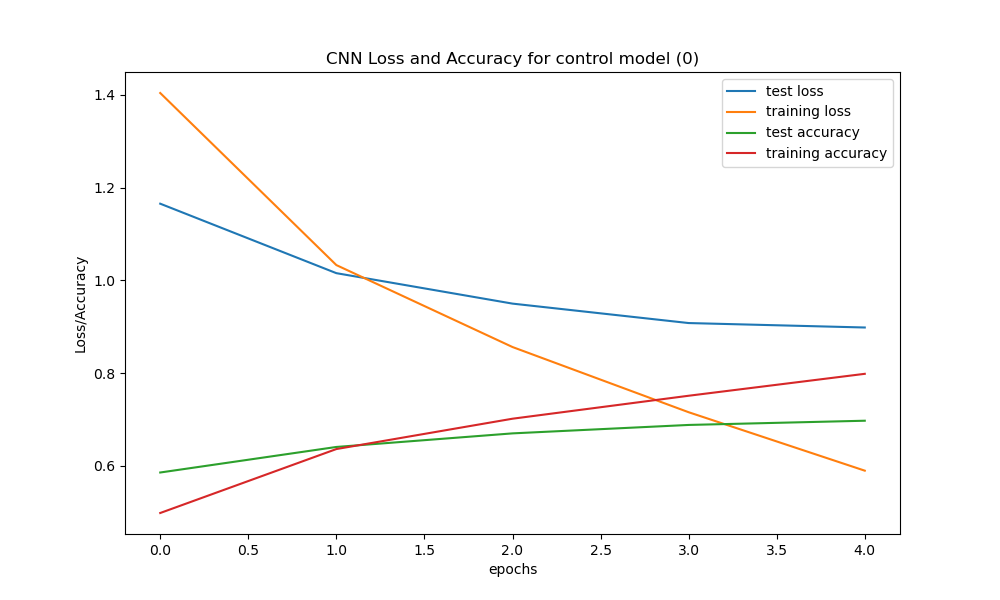 CNN Loss and Accuracy for control model (0)
test loss
training loss
test accuracy
training accuracy
Loss/Accuracy
1.4
1.2
1.0
0.8
0.6
0.0 0.5 1.0 1.5 2.0 2.5 3.0 3.5 4.0
epochs